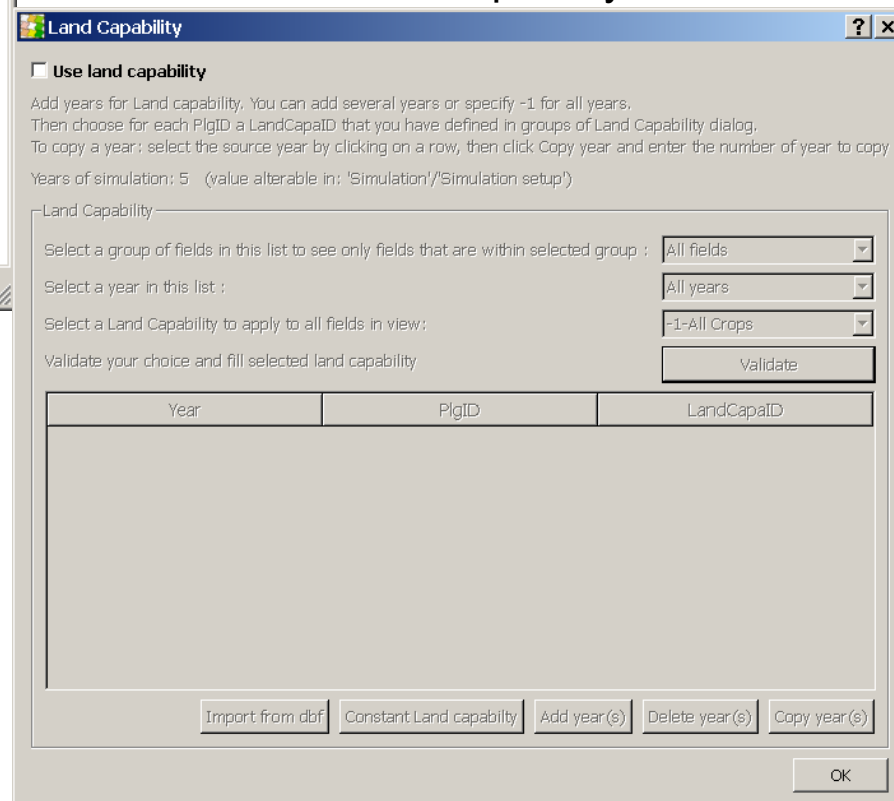 Land Capability
Use land capability
Add years for Land capability. You can add several years or specify -1 for all years.
Then choose for each PlgID a LandCapaID that you have defined in groups of Land Capability dialog.
To copy a year: select the source year by clicking on a row, then click Copy year and enter the number of year to copy
Years of simulation: 5 (value alterable in: 'Simulation'/'Simulation setup')
Land Capability
Select a group of fields in this list to see only fields that are within selected group : All fields
Select a year in this list : All years
Select a Land Capability to apply to all fields in view: -1-All Crops
Validate your choice and fill selected land capability Validate
Year PlgID LandCapaID
Import from dbf Constant Land capabilty Add year(s) Delete year(s) Copy year(s)
OK